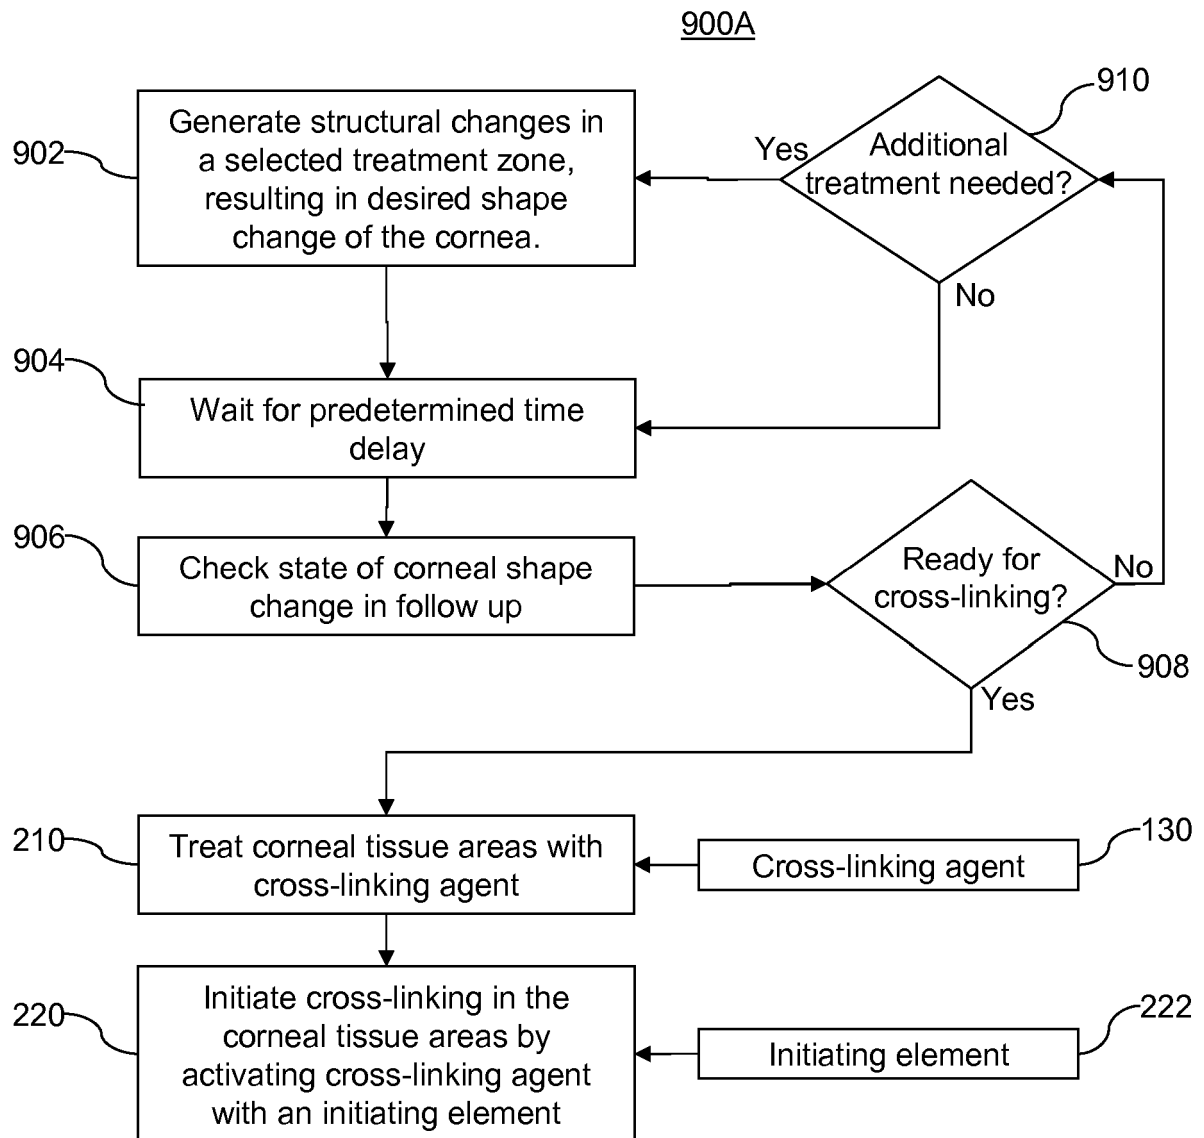 900A
910
902
Generate structural changes in
a selected treatment zone,
resulting in desired shape
change of the cornea.
Yes
Additional
treatment needed?
No
904
Wait for predetermined time
delay
906
Check state of corneal shape
change in follow up
Ready for
cross-linking?
No
908
Yes
210
Treat corneal tissue areas with
cross-linking agent
Cross-linking agent
130
220
Initiate cross-linking in the
corneal tissue areas by
activating cross-linking agent
with an initiating element
Initiating element
222